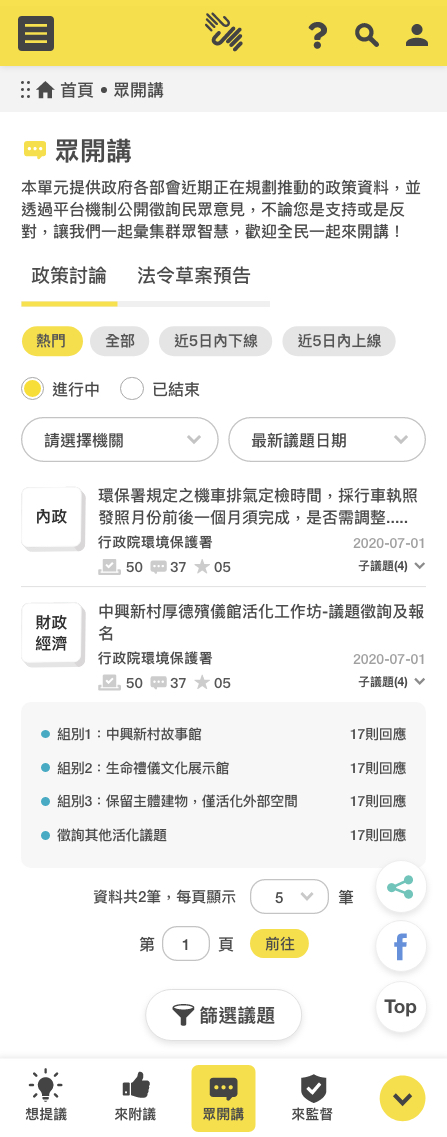 首頁 • 眾開講
眾開講
本單元提供政府各部會近期正在規劃推動的政策資料，並
透過平台機制公開徵詢民眾意見，不論您是支持或是反
對，讓我們一起彙集群眾智慧，歡迎全民一起來開講！
政策討論 法令草案預告
熱門 全部 近5日內下線 近5日內上線
進行中 已結束
請選擇機關 最新議題日期
內政
環保署規定之機車排氣定檢時間，採行車執照
發照月份前後一個月須完成，是否需調整.....
行政院環境保護署 2020-07-01
50 37 05 子議題(4)
財政
經濟
中興新村厚德殯儀館活化工作坊-議題徵詢及報
名
行政院環境保護署 2020-07-01
50 37 05 子議題(4)
組別1：中興新村故事館 17則回應
組别2：生命禮儀文化展示館 17則回應
組別3：保留主體建物，僅活化外部空間 17則回應
徵詢其他活化議題 17則回應
資料共2筆，每頁顯示 5 筆
第 1 頁 前往
Top
篩選議題
想提議 來附議 眾開講 來監督